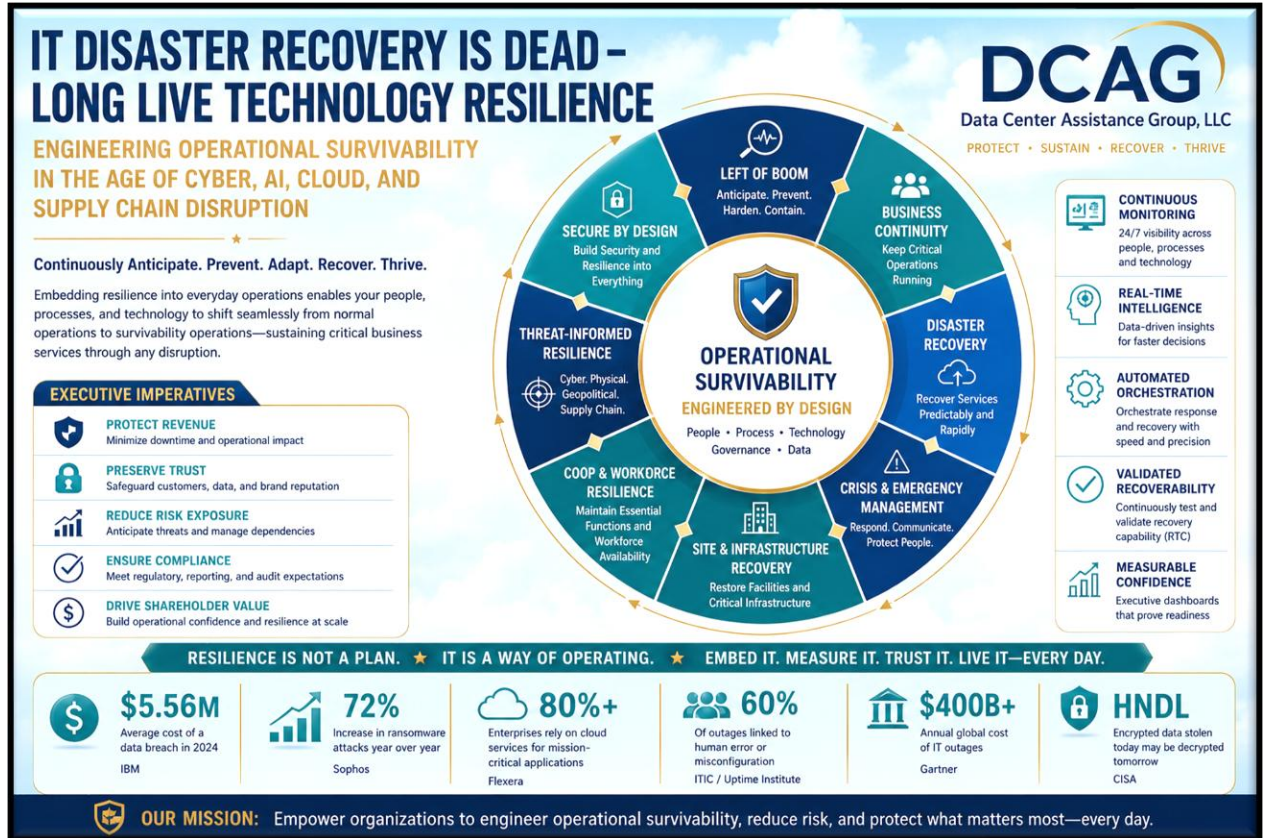 IT DISASTER RECOVERY IS DEAD –
LONG LIVE TECHNOLOGY RESILIENCE
ENGINEERING OPERATIONAL SURVIVABILITY
IN THE AGE OF CYBER, AI, CLOUD, AND
SUPPLY CHAIN DISRUPTION
Continuously Anticipate. Prevent. Adapt. Recover. Thrive.
Embedding resilience into everyday operations enables your people,
processes, and technology to shift seamlessly from normal
operations to survivability operations—sustaining critical business
services through any disruption.
EXECUTIVE IMPERATIVES
PROTECT REVENUE
Minimize downtime and operational impact
PRESERVE TRUST
Safeguard customers, data, and brand reputation
REDUCE RISK EXPOSURE
Anticipate threats and manage dependencies
ENSURE COMPLIANCE
Meet regulatory, reporting, and audit expectations
$
DRIVE SHAREHOLDER VALUE
Build operational confidence and resilience at scale
LEFT OF BOOM
Anticipate. Prevent.
Harden. Contain.
BUSINESS
CONTINUITY
Keep Critical
Operations
Running
DISASTER
RECOVERY
Recover Services
Predictably and
Rapidly
CRISIS & EMERGENCY
MANAGEMENT
Respond. Communicate.
Protect People.
SITE & INFRASTRUCTURE
RECOVERY
Restore Facilities and
Critical Infrastructure
COOP & WORKFORCE
RESILIENCE
Maintain Essential
Functions and
Workforce
Availability
THREAT-INFORMED
RESILIENCE
Cyber. Physical.
Geopolitical.
Supply Chain.
SECURE BY DESIGN
Build Security and
Resilience into
Everything
OPERATIONAL
SURVIVABILITY
ENGINEERED BY DESIGN
People • Process • Technology
Governance • Data
DCAG
Data Center Assistance Group, LLC
PROTECT • SUSTAIN • RECOVER • THRIVE
CONTINUOUS
MONITORING
24/7 visibility across
people, processes
and technology
REAL-TIME
INTELLIGENCE
Data-driven insights
for faster decisions
AUTOMATED
ORCHESTRATION
Orchestrate response
and recovery with
speed and precision
VALIDATED
RECOVERABILITY
Continuously test and
validate recovery
capability (RTC)
MEASURABLE
CONFIDENCE
Executive dashboards
that prove readiness
RESILIENCE IS NOT A PLAN. ★ IT IS A WAY OF OPERATING. ★ EMBED IT. MEASURE IT. TRUST IT. LIVE IT—EVERY DAY.
$
$5.56M
Average cost of a
data breach in 2024
IBM
72%
Increase in ransomware
attacks year over year
Sophos
80%+
Enterprises rely on cloud
services for mission-
critical applications
Flexera
60%
Of outages linked to
human error or
misconfiguration
ITIC / Uptime Institute
$400B+
Annual global cost
of IT outages
Gartner
HNDL
Encrypted data stolen
today may be decrypted
tomorrow
CISA
OUR MISSION: Empower organizations to engineer operational survivability, reduce risk, and protect what matters most—every day.